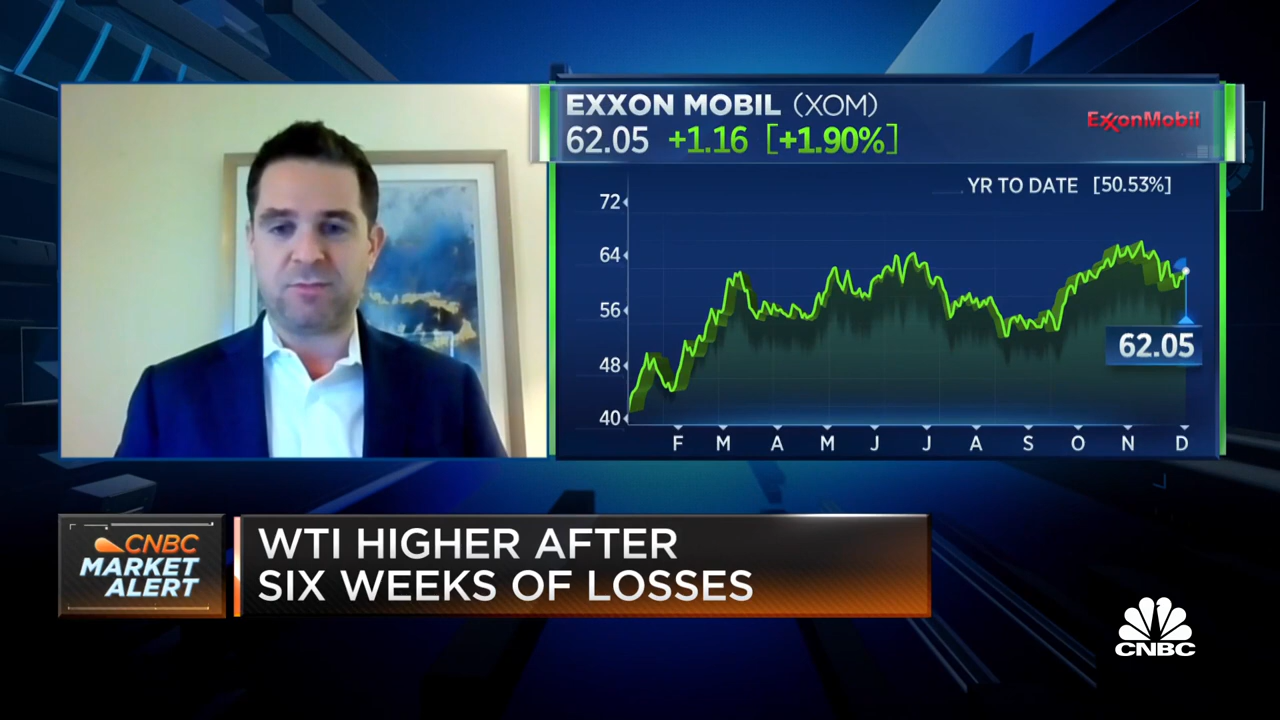 EXXON MOBIL (XOM)
62.05 +1.16 [+1.90%]
ExxonMobil
YR TO DATE [50.53%]
72
64
56
48
40
62.05
F M A M J J A S O N D
CNBC
MARKET
ALERT
WTI HIGHER AFTER
SIX WEEKS OF LOSSES
CNBC